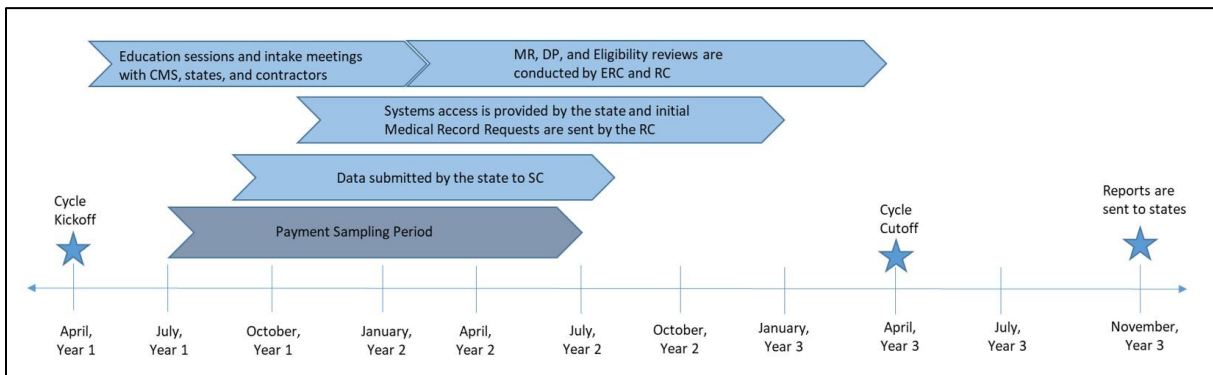 Education sessions and intake meetings
with CMS, states, and contractors
MR, DP, and Eligibility reviews are
conducted by ERC and RC
Systems access is provided by the state and initial
Medical Record Requests are sent by the RC
Data submitted by the state to SC
Cycle
Kickoff
Payment Sampling Period
Cycle
Cutoff
Reports are
sent to states
April,
Year 1
July,
Year 1
October,
Year 1
January,
Year 2
April,
Year 2
July,
Year 2
October,
Year 2
January,
Year 3
April,
Year 3
July,
Year 3
November,
Year 3